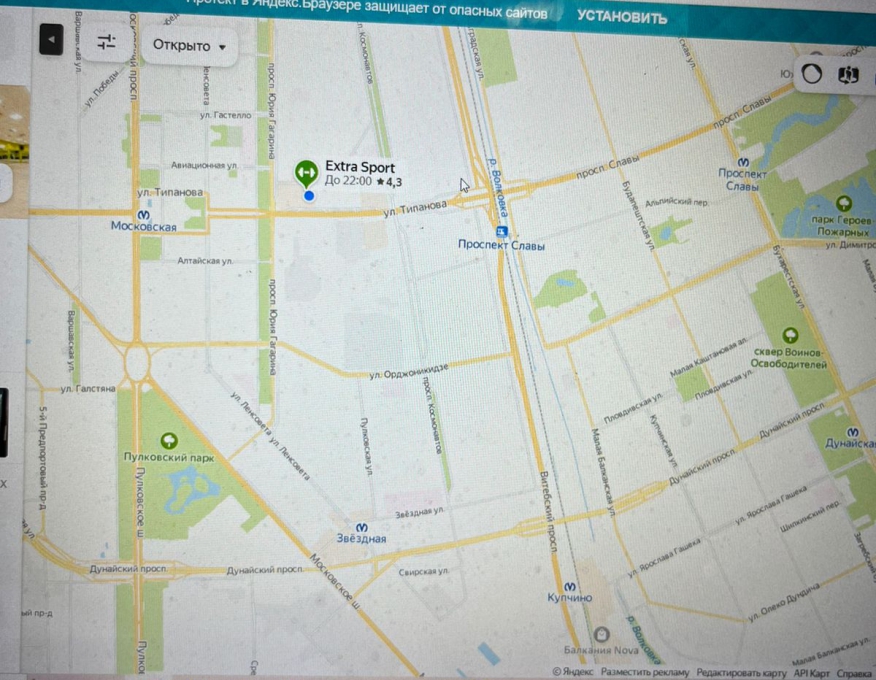 Протект в Яндекс.Браузере защищает от опасных сайтов
УСТАНОВИТЬ
Открыто
Варшавская ул.
ул. Победы
просп. Юрия Гагарина
ул. Гастелло
Авиационная ул.
ул. Типанова
Московская
Алтайская ул.
Extra Sport
До 22:00 ★4,3
ул. Типанова
р. Волковка
Проспект Славы
просп. Славы
просп. Славы
Проспект
Славы
Альпийский пер.
Будапештская ул.
парк Героев
Пожарных
Бухарестская ул.
просп. Юрия Гагарина
Варшавская ул.
ул. Орджоникидзе
просп. Космонавтов
ул. Галстяна
5-й Предпортовый пр-д
ул. Ленсовета
ул. Ленсовета
Пулковский парк
Пулковское ш.
Пулковская ул.
Звёздная ул.
Звёздная
Витебский просп.
Малая Балканская ул.
Купчинская ул.
Пловдивская ул.
Пловдивская ул.
Малая Каштановая ал.
сквер Воинов-
Освободителей
Дунайский просп.
Дунайский просп.
ул. Ярослава Гашека
ул. Ярослава Гашека
Шипкинский пер.
ул. Олеко Дундича
Малая Балканская ул.
Дунайский просп.
Дунайский просп.
Московское ш.
Свирская ул.
Купчино
р. Волковка
Балкания Nova
© Яндекс Разместить рекламу Редактировать карту API Карт Справка